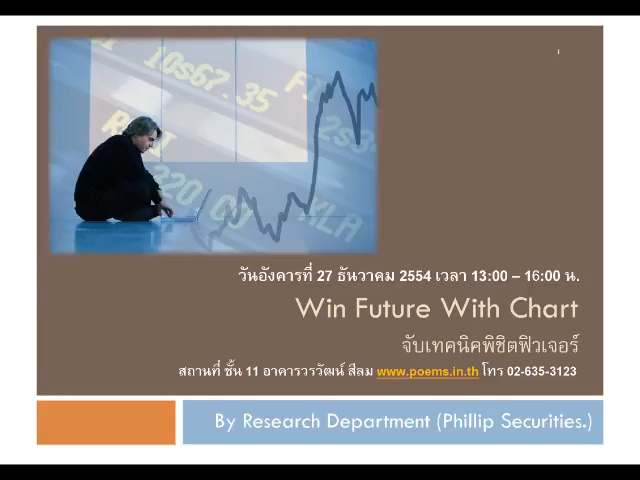 1
10s67.35
วันอังคารที่ 27 ธันวาคม 2554 เวลา 13:00 – 16:00 น.
Win Future With Chart
จับเทคนิคพิชิตฟิวเจอร์
สถานที่ ชั้น 11 อาคารวรวัฒน์ สีลม www.poems.in.th โทร 02-635-3123
By Research Department (Phillip Securities.)